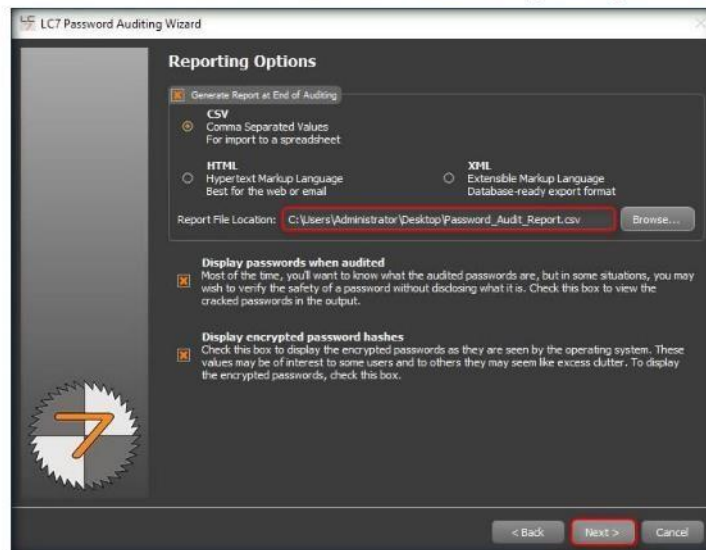 LC7 Password Auditing Wizard
Reporting Options
Generate Report at End of Auditing
CSV
Comma Separated Values
For import to a spreadsheet
HTML
Hypertext Markup Language
Best for the web or email
XML
Extensible Markup Language
Database-ready export format
Report File Location: C:\Users\Administrator\Desktop\Password_Audit_Report.csv Browse...
Display passwords when audited
Most of the time, you'll want to know what the audited passwords are, but in some situations, you may
wish to verify the safety of a password without disclosing what it is. Check this box to view the
cracked passwords in the output.
Display encrypted password hashes
Check this box to display the encrypted passwords as they are seen by the operating system. These
values may be of interest to some users and to others they may seem like excess clutter. To display
the encrypted passwords, check this box.
7
< Back Next > Cancel